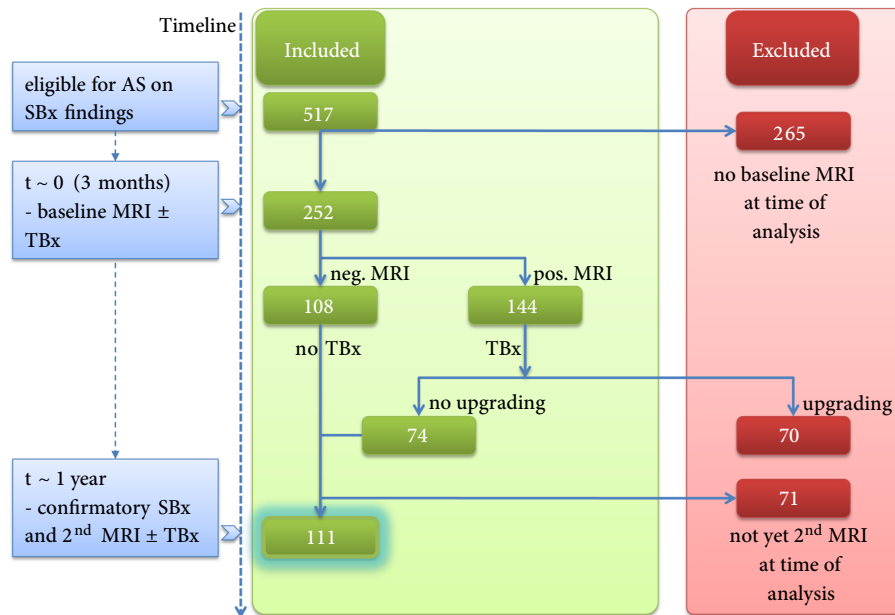 Timeline
Included
Excluded
eligible for AS on
SBx findings
517
265
no baseline MRI
at time of
analysis
t ~ 0 (3 months)
- baseline MRI ±
TBx
252
neg. MRI
pos. MRI
108
144
no TBx
TBx
no upgrading
upgrading
74
70
t ~ 1 year
- confirmatory SBx
and 2nd MRI ± TBx
71
not yet 2nd MRI
at time of
analysis
111